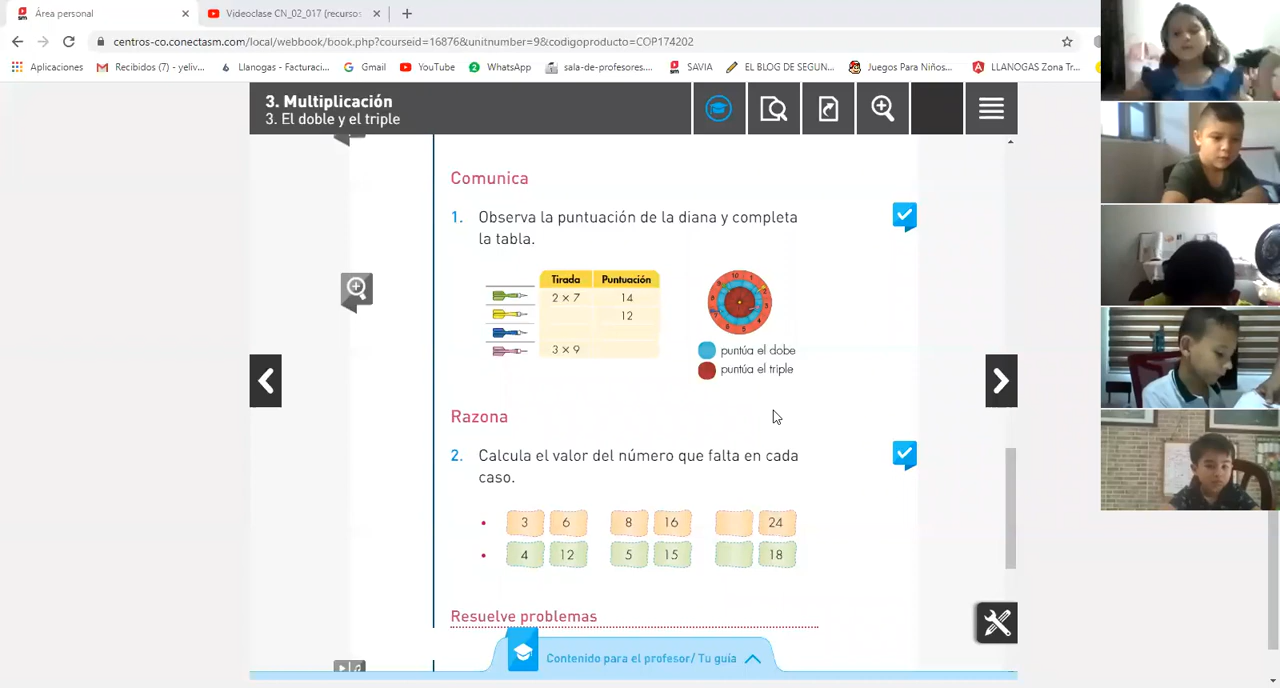 Área personal
Videoclase CN_02_017 (recursos
centros-co.conectasm.com/local/webbook/book.php?courseid=16876&unitnumber=9&codigoproducto=COP174202
Aplicaciones
Recibidos (7) - yeliv...
Llanogas - Facturaci...
Gmail
YouTube
WhatsApp
sala-de-profesores....
SAVIA
EL BLOG DE SEGUN...
Juegos Para Niños...
LLANOGAS Zona Tr...
3. Multiplicación
3. El doble y el triple
Comunica
1. Observa la puntuación de la diana y completa
la tabla.
Tirada Puntuación
2 × 7 14
12
3 × 9
puntúa el dobe
puntúa el triple
Razona
2. Calcula el valor del número que falta en cada
caso.
• 3 6 8 16 24
• 4 12 5 15 18
Resuelve problemas
Contenido para el profesor/ Tu guía